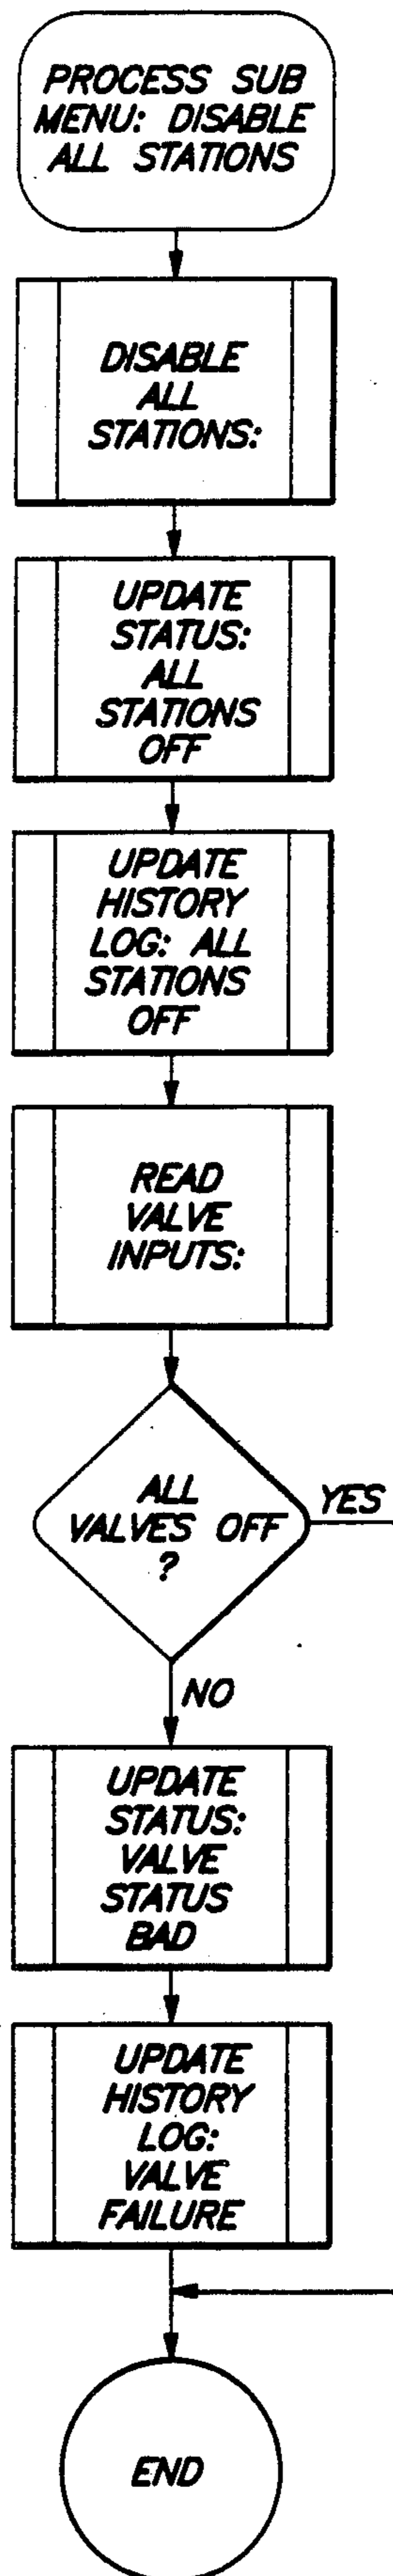 PROCESS SUB
MENU: DISABLE
ALL STATIONS
DISABLE
ALL
STATIONS:
UPDATE
STATUS:
ALL
STATIONS
OFF
UPDATE
HISTORY
LOG: ALL
STATIONS
OFF
READ
VALVE
INPUTS:
ALL
VALVES OFF
?
YES
NO
UPDATE
STATUS:
VALVE
STATUS
BAD
UPDATE
HISTORY
LOG:
VALVE
FAILURE
END